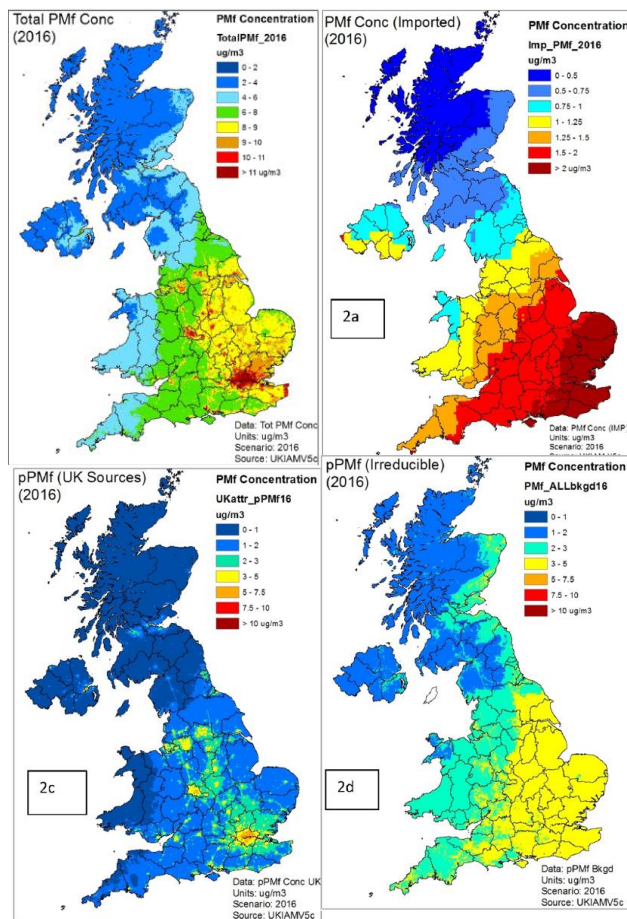 Total PMf Conc
(2016)
PMf Concentration
TotalPMf_2016
ug/m3
0 - 2
2 - 4
4 - 6
6 - 8
8 - 9
9 - 10
10 - 11
> 11 ug/m3
Data: Tot PMf Conc
Units: ug/m3
Scenario: 2016
Source: UKIAMV5c
PMf Conc (Imported)
(2016)
PMf Concentration
Imp_PMf_2016
ug/m3
0 - 0.5
0.5 - 0.75
0.75 - 1
1 - 1.25
1.25 - 1.5
1.5 - 2
> 2 ug/m3
2a
Data: PMf Conc (IMP)
Units: ug/m3
Scenario: 2016
Source: UKIAMV5c
pPMf (UK Sources)
(2016)
PMf Concentration
UKattr_pPMf16
ug/m3
0 - 1
1 - 2
2 - 3
3 - 5
5 - 7.5
7.5 - 10
> 10 ug/m3
2c
Data: pPMf Conc UK
Units: ug/m3
Scenario: 2016
Source: UKIAMV5c
pPMf (Irreducible)
(2016)
PMf Concentration
PMf_ALLbkgd16
ug/m3
0 - 1
1 - 2
2 - 3
3 - 5
5 - 7.5
7.5 - 10
> 10 ug/m3
2d
Data: pPMf Bkgd
Units: ug/m3
Scenario: 2016
Source: UKIAMV5c